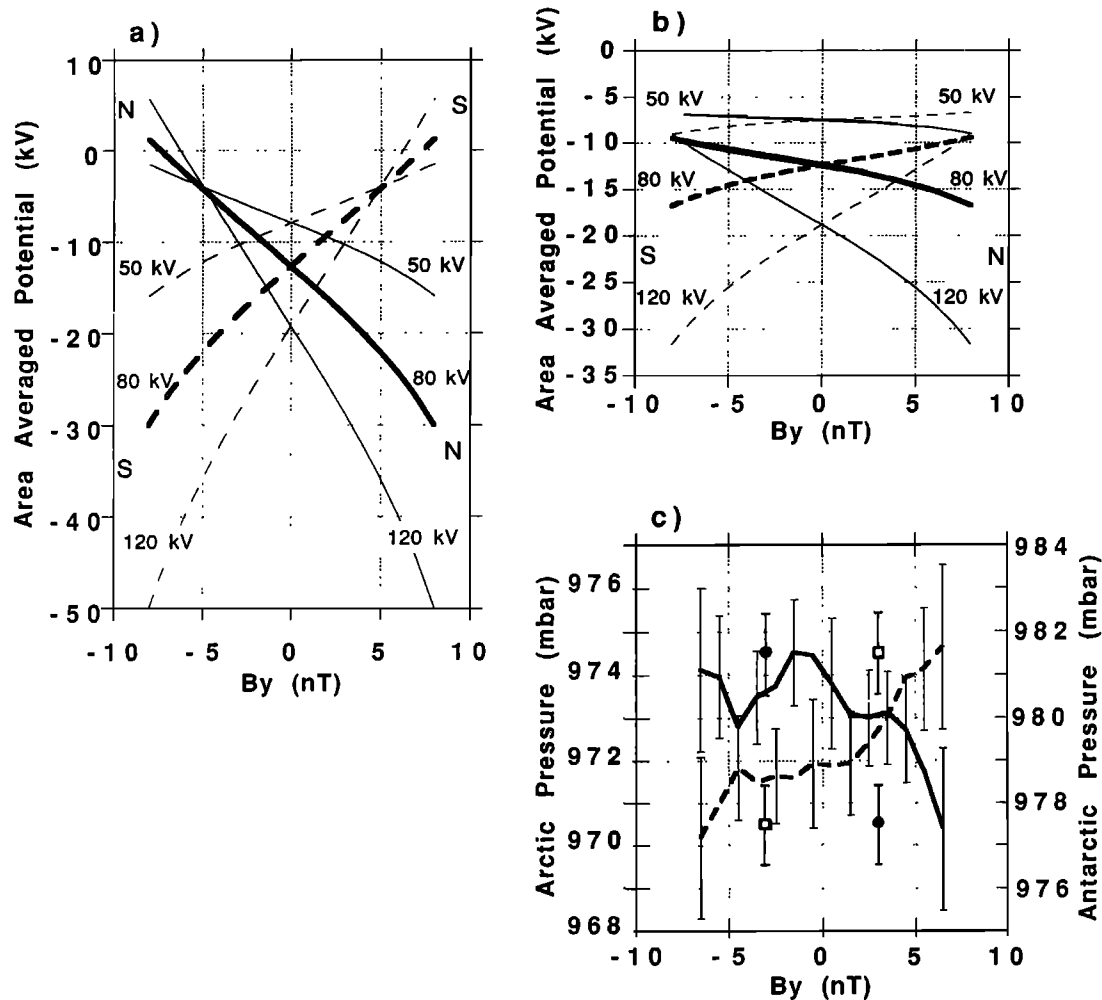 a)
Area Averaged Potential (kV)
10
0
-10
-20
-30
-40
-50
N
S
50 kV
50 kV
80 kV
80 kV
S
N
120 kV
120 kV
-10
-5
0
5
10
By (nT)
b)
Area Averaged Potential (kV)
0
-5
-10
-15
-20
-25
-30
-35
50 kV
50 kV
80 kV
80 kV
S
N
120 kV
120 kV
-10
-5
0
5
10
By (nT)
c)
Arctic Pressure (mbar)
976
974
972
970
968
984
982
980
978
976
Antarctic Pressure (mbar)
-10
-5
0
5
10
By (nT)